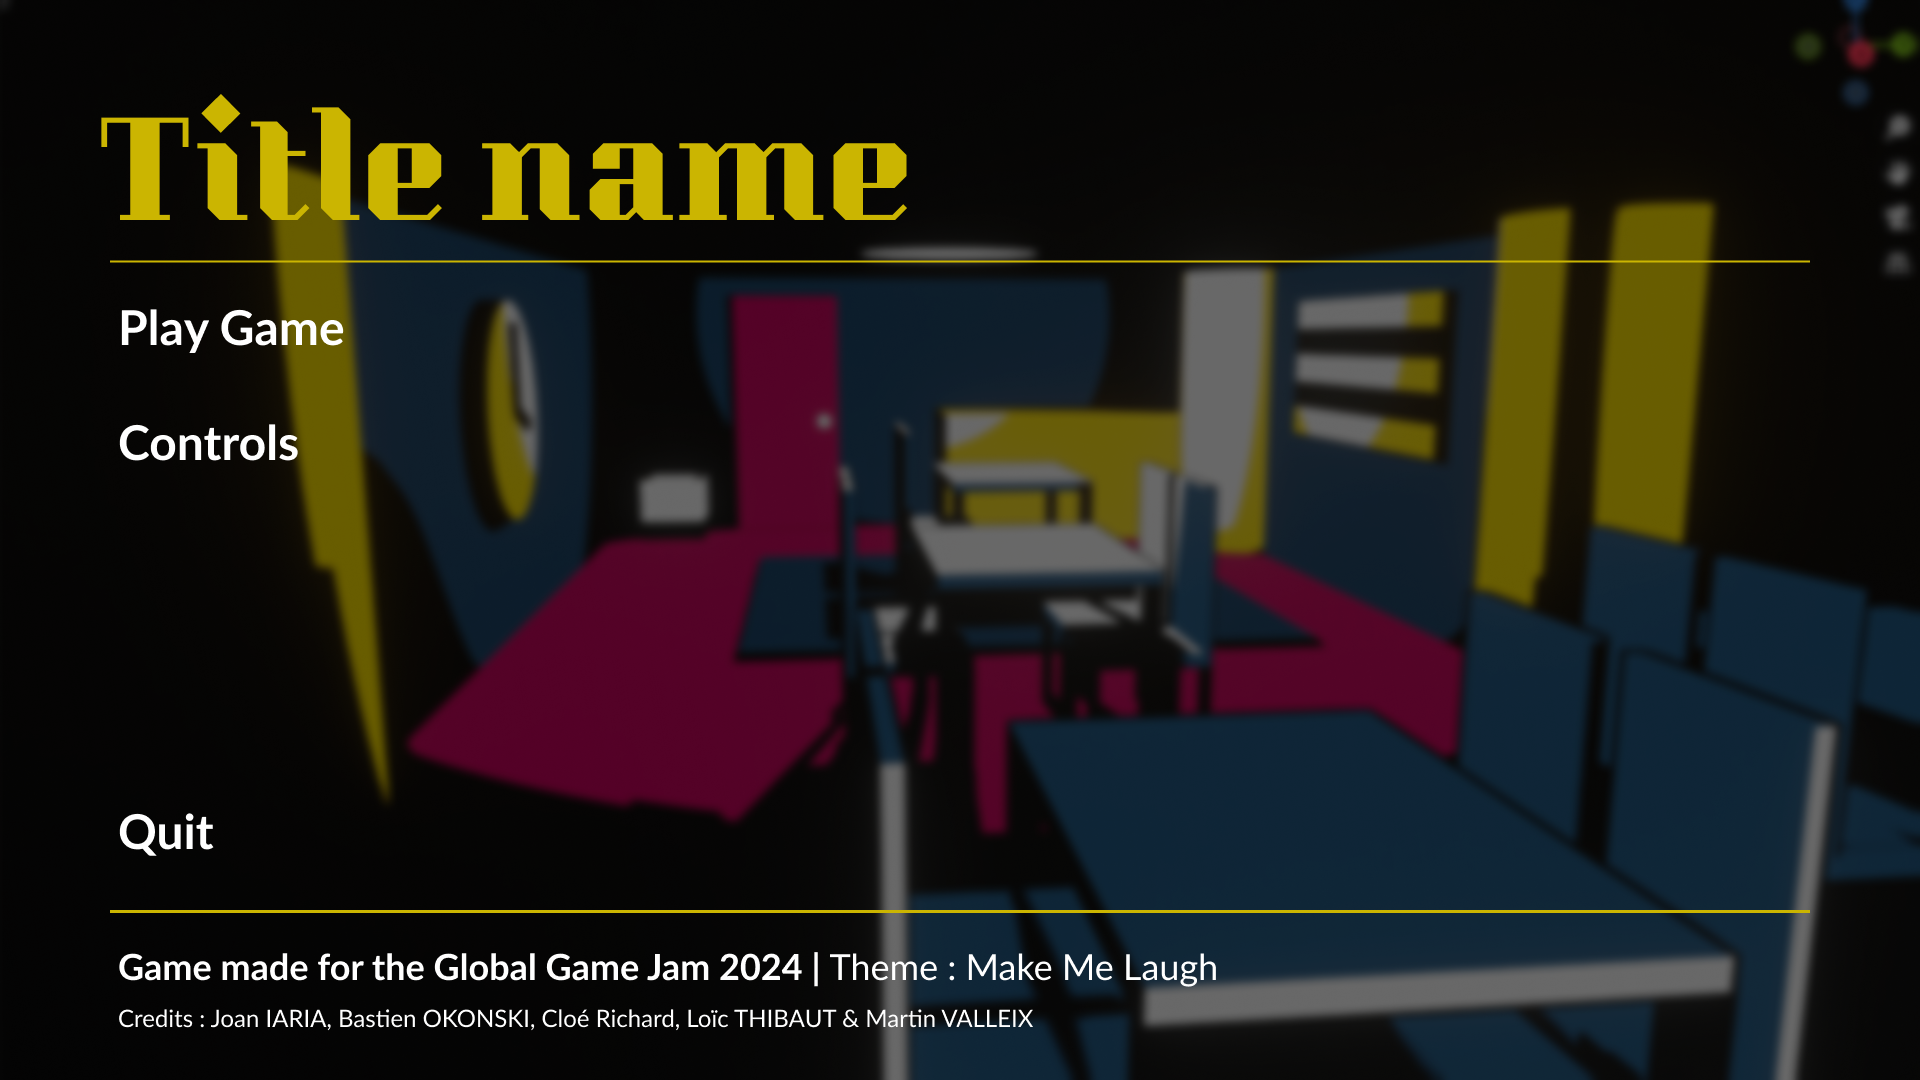 Title name
Play Game
Controls
Quit
Game made for the Global Game Jam 2024 | Theme : Make Me Laugh
Credits : Joan IARIA, Bastien OKONSKI, Cloé Richard, Loïc THIBAUT & Martin VALLEIX